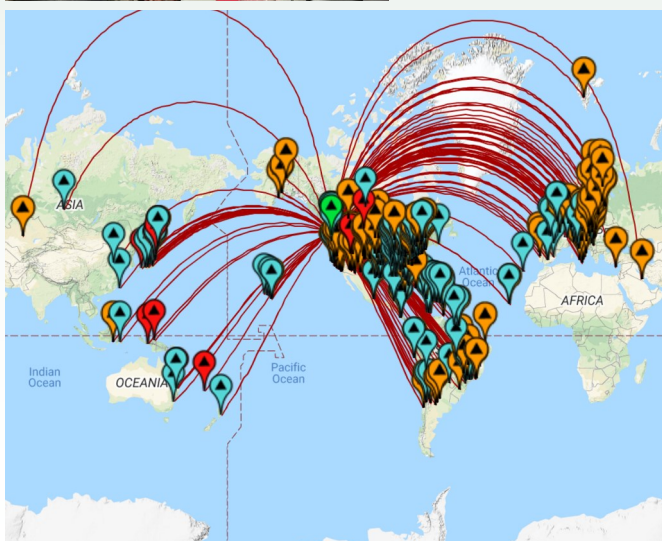 ASIA
Atlantic
Ocean
AFRICA
Indian
Ocean
OCEANIA
Pacific
Ocean